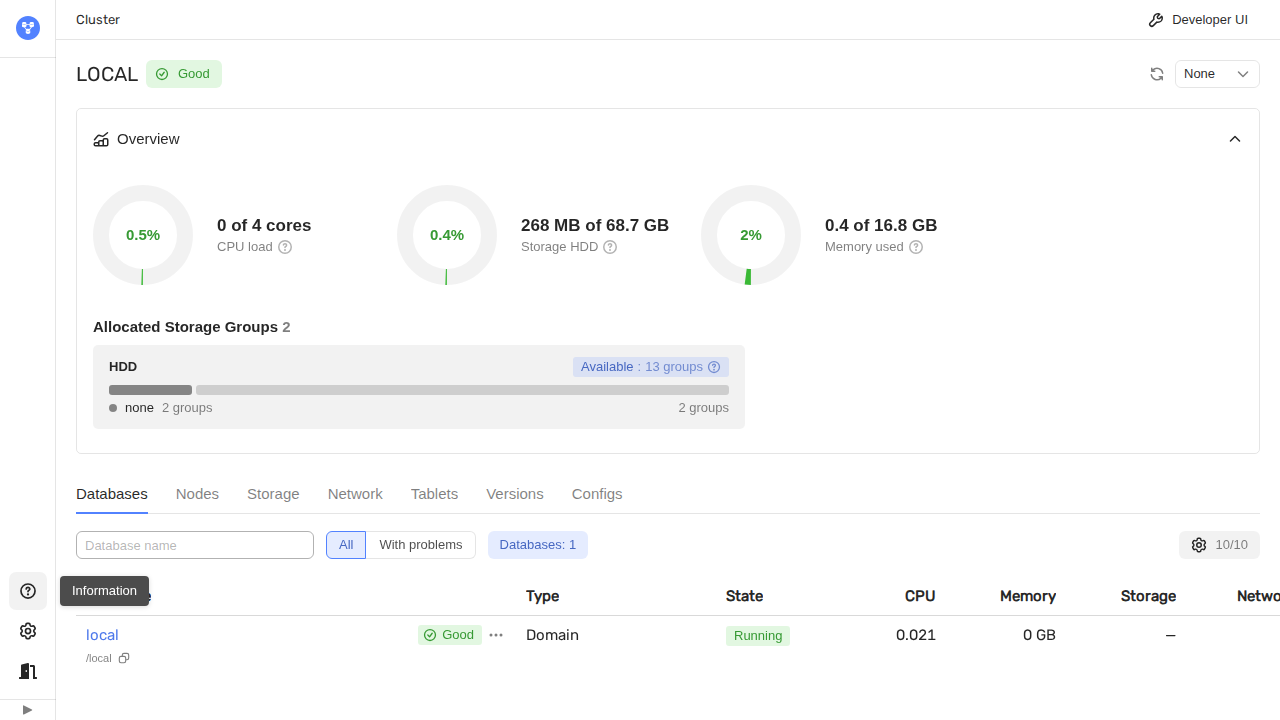 Cluster
Developer UI
LOCAL
Good
None
Overview
0.5%
0 of 4 cores
CPU load
0.4%
268 MB of 68.7 GB
Storage HDD
2%
0.4 of 16.8 GB
Memory used
Allocated Storage Groups 2
HDD
Available : 13 groups
none 2 groups
2 groups
Databases Nodes Storage Network Tablets Versions Configs
Database name
All
With problems
Databases: 1
10/10
Information
Type State CPU Memory Storage
local
Good
Domain
Running
0.021
0 GB
—
/local